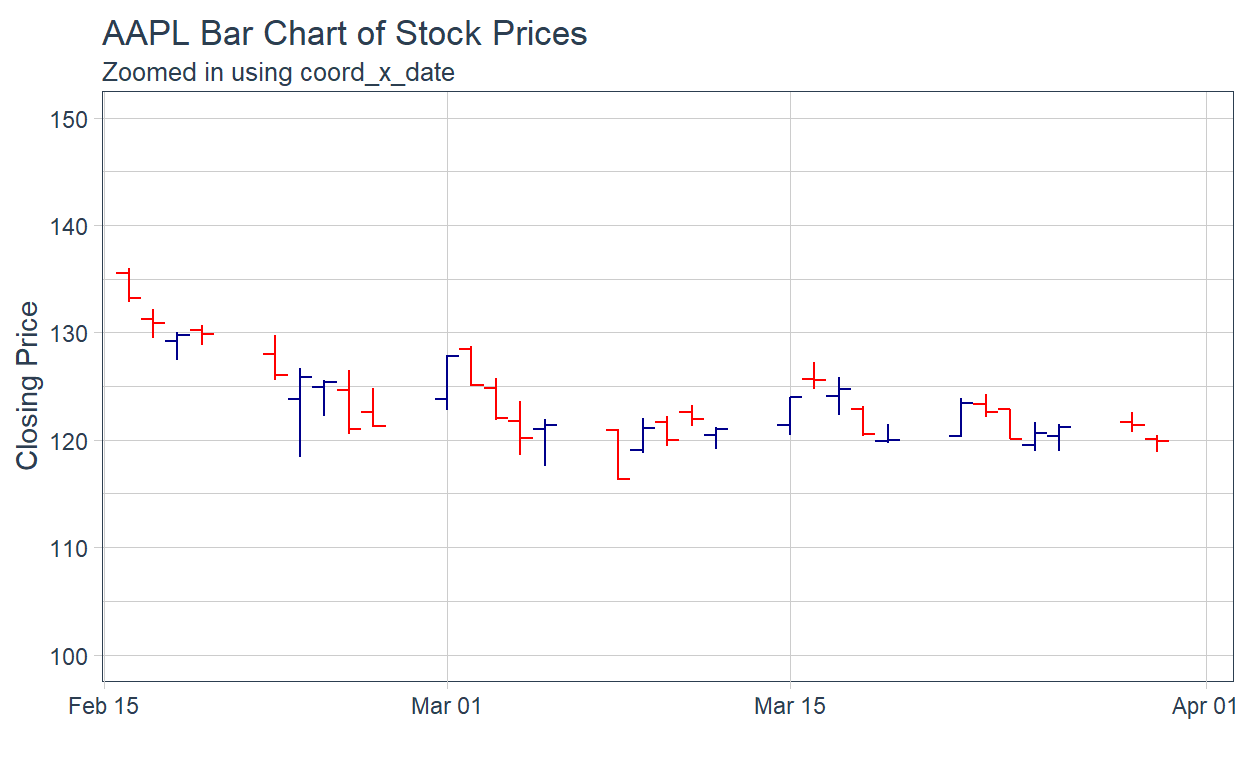 AAPL Bar Chart of Stock Prices
Zoomed in using coord_x_date
Closing Price
150
140
130
120
110
100
Feb 15
Mar 01
Mar 15
Apr 01